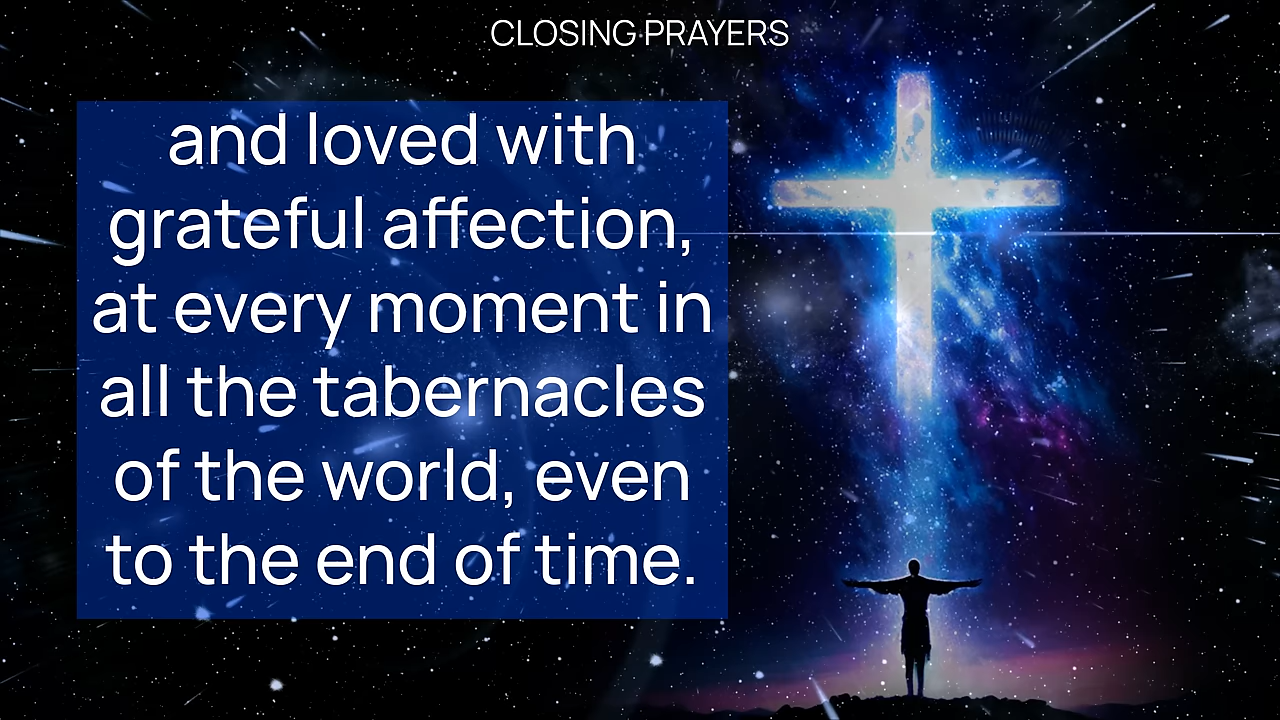 CLOSING PRAYERS
and loved with
grateful affection,
at every moment in
all the tabernacles
of the world, even
to the end of time.